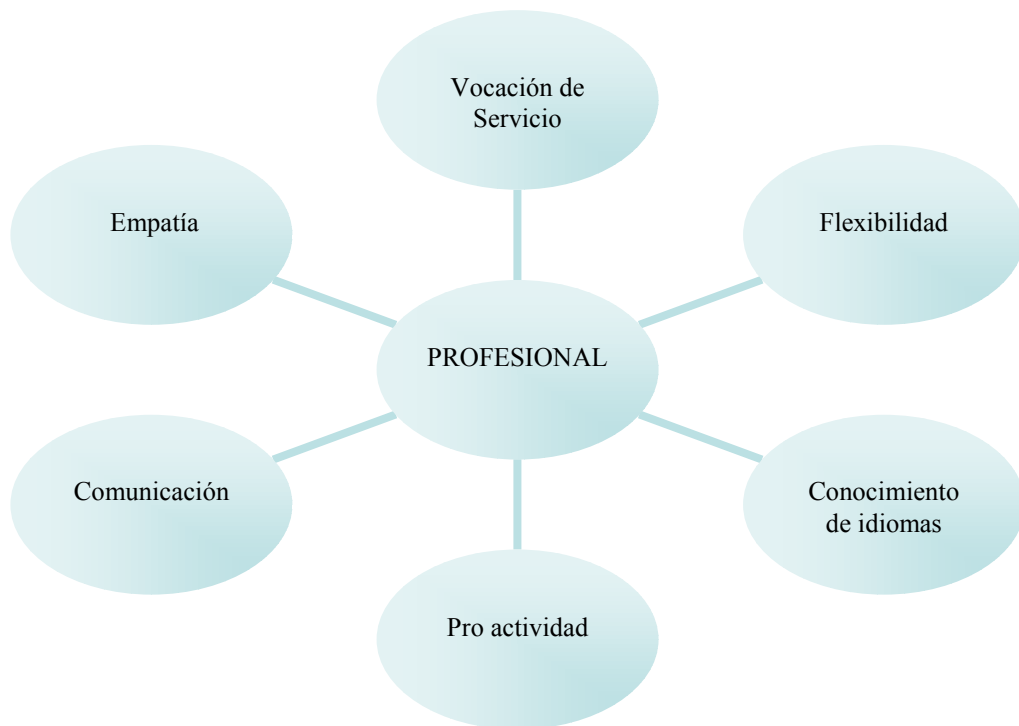 Vocación de
Servicio
Empatía
Flexibilidad
PROFESIONAL
Comunicación
Conocimiento
de idiomas
Pro actividad